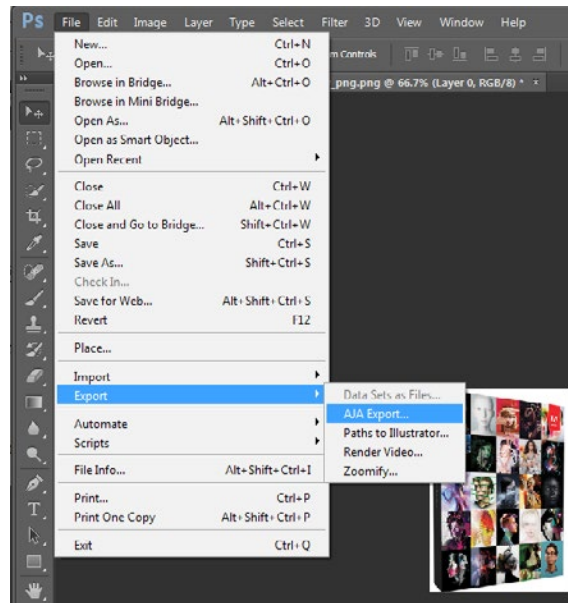 Ps File Edit Image Layer Type Select Filter 3D View Window Help
New... Ctrl+N
Open... Ctrl+O
Browse in Bridge... Alt+Ctrl+O
Browse in Mini Bridge...
Open As... Alt+Shift+Ctrl+O
Open as Smart Object...
Open Recent
Close Ctrl+W
Close All Alt+Ctrl+W
Close and Go to Bridge... Shift+Ctrl+W
Save Ctrl+S
Save As... Shift+Ctrl+S
Check In...
Save for Web... Alt+Shift+Ctrl+S
Revert F12
Place...
Import
Export
Automate
Scripts
File Info... Alt+Shift+Ctrl+I
Print... Ctrl+P
Print One Copy Alt+Shift+Ctrl+P
Exit Ctrl+Q
m Controls
_png.png @ 66.7% (Layer 0, RGB/8) *
Data Sets as Files...
AJA Export...
Paths to Illustrator...
Render Video...
Zoomify...
T